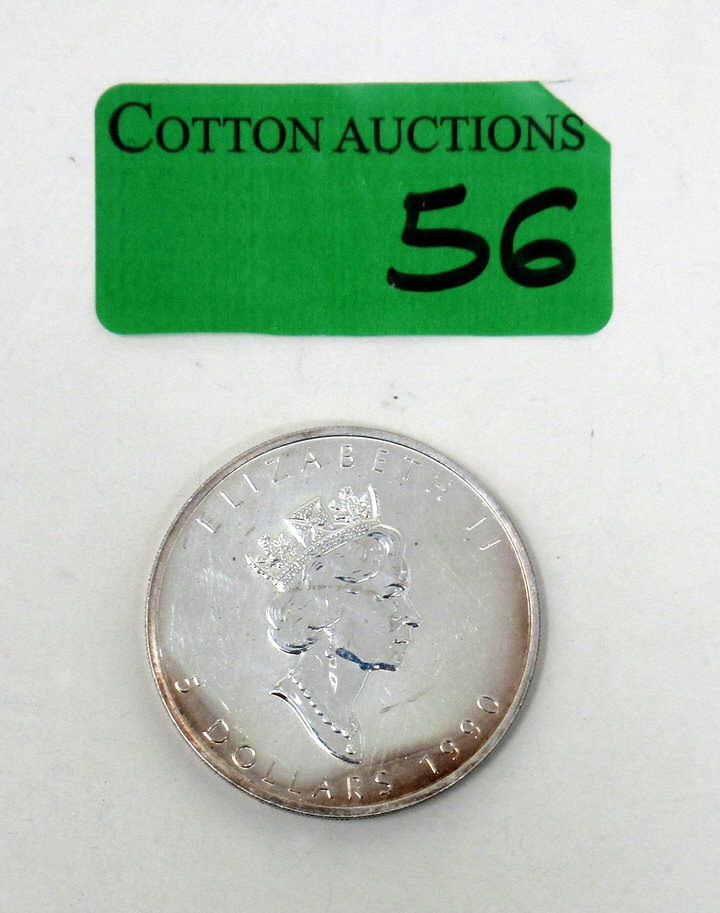 COTTON AUCTIONS
56
ELIZABETH II
5 DOLLARS 1990